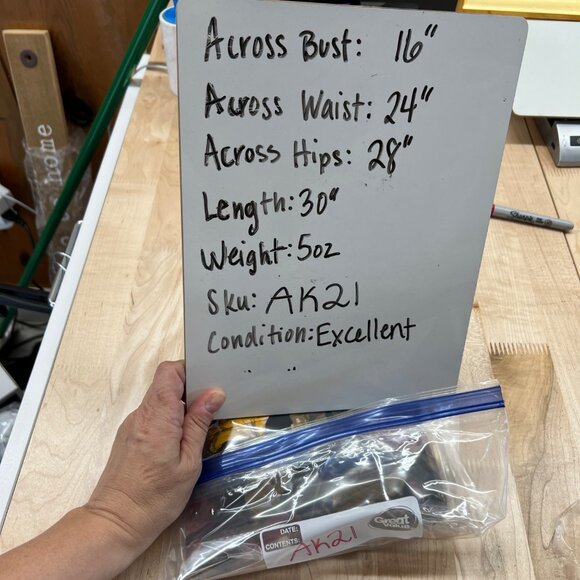 Across Bust: 16"
Across Waist: 24"
Across Hips: 28"
Length: 30"
Weight: 5oz
Sku: AK21
Condition: Excellent
home
DATE:
CONTENTS:
AK21
Great Value